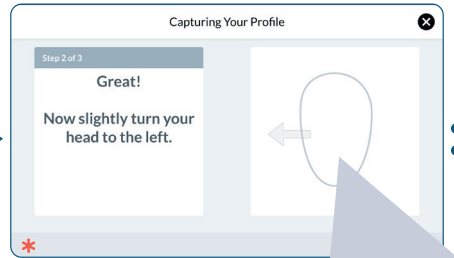 Capturing Your Profile
Step 2 of 3
Great!
Now slightly turn your
head to the left.